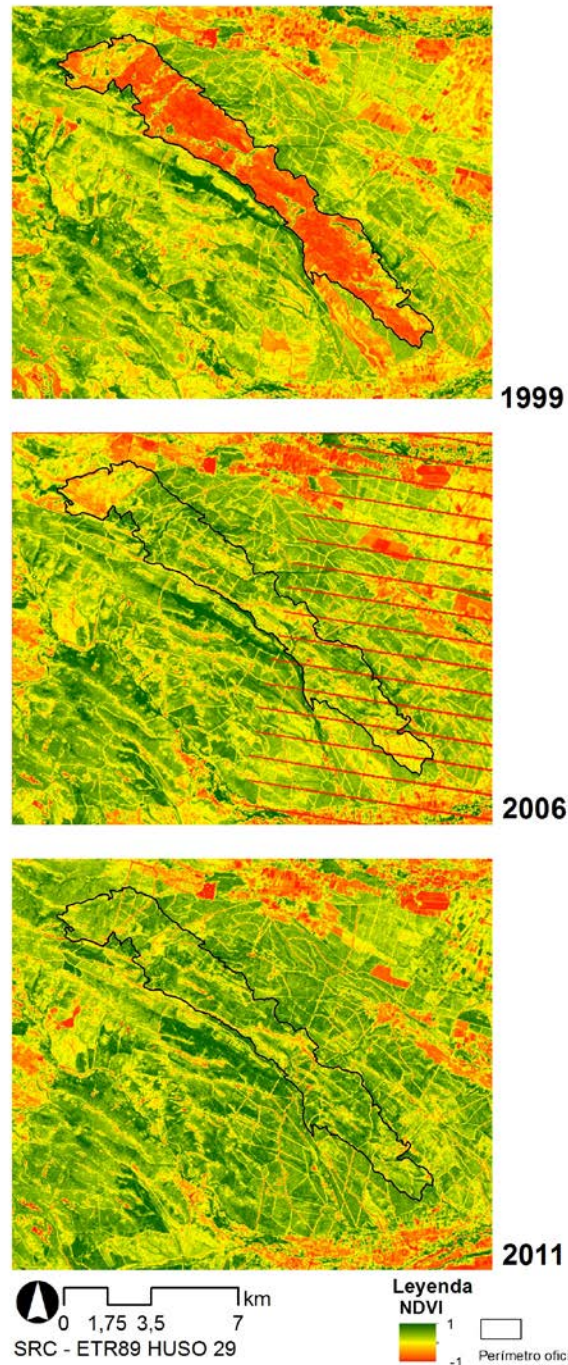 1999
2006
2011
km
0 1,75 3,5 7
SRC - ETR89 HUSO 29
Leyenda
NDVI
1
-1
Perímetro ofic